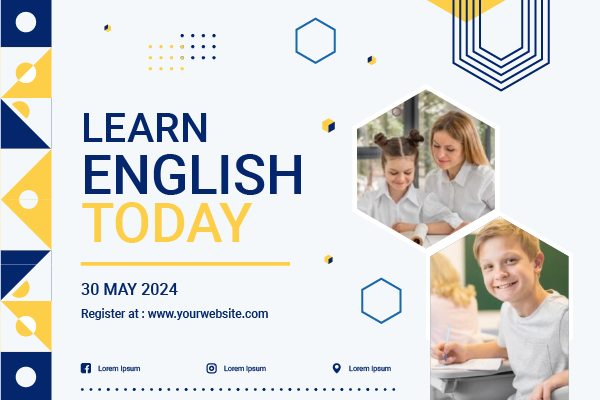 LEARN
ENGLISH
TODAY
30 MAY 2024
Register at : www.yourwebsite.com
Lorem ipsum
Lorem ipsum
Lorem ipsum